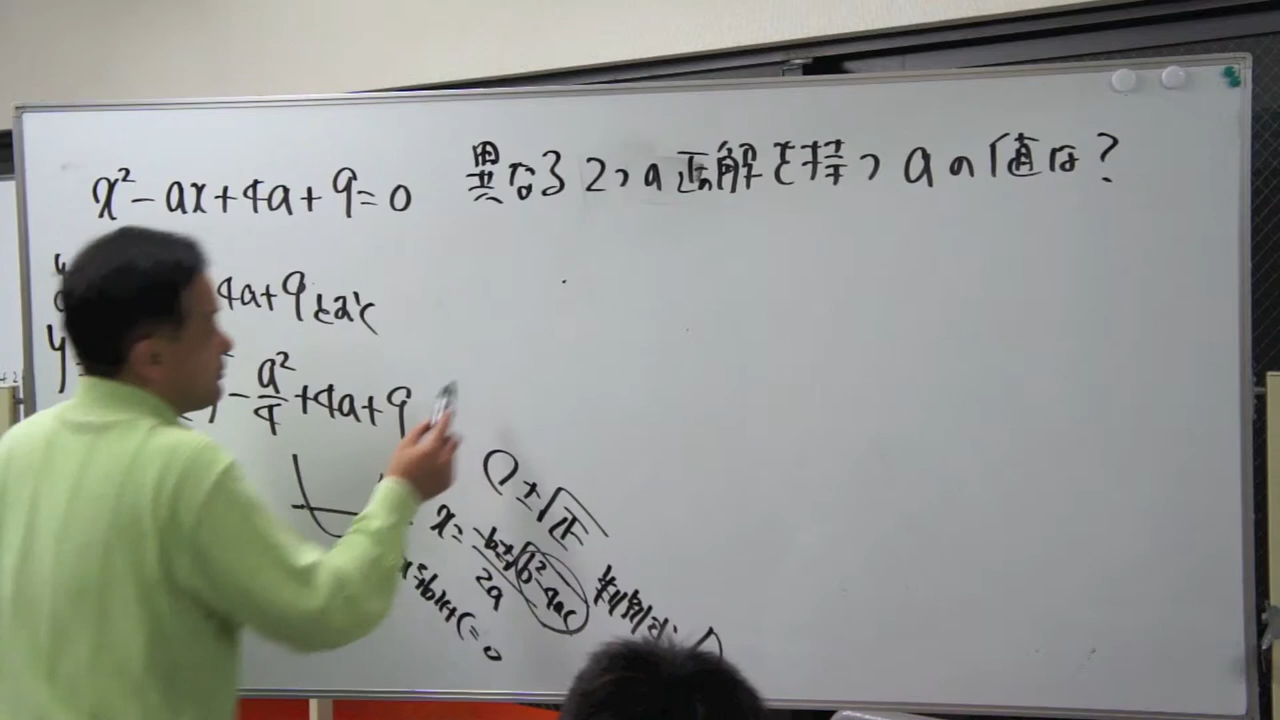 x²-ax+4a+9=0 異なる2つの正解を持つaの値は?
4a+9とおく
y
-a²/4+4a+9
()±√正
x=-b±√b²-4ac/2a
bx+c=0
判別式 D